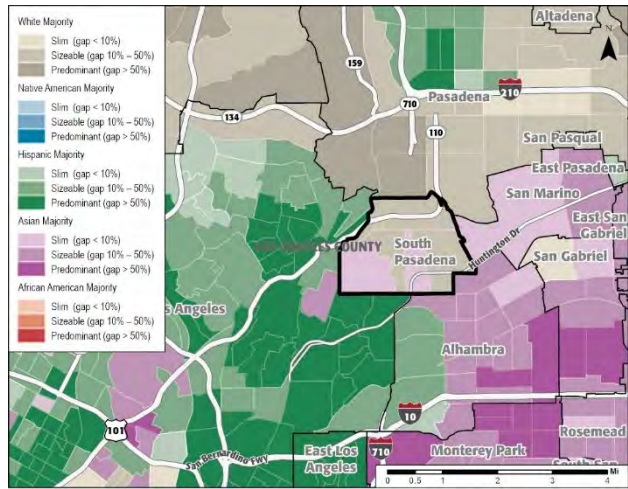 White Majority
Slim (gap < 10%)
Sizeable (gap 10% – 50%)
Predominant (gap > 50%)
Native American Majority
Slim (gap < 10%)
Sizeable (gap 10% – 50%)
Predominant (gap > 50%)
Hispanic Majority
Slim (gap < 10%)
Sizeable (gap 10% – 50%)
Predominant (gap > 50%)
Asian Majority
Slim (gap < 10%)
Sizeable (gap 10% – 50%)
Predominant (gap > 50%)
African American Majority
Slim (gap < 10%)
Sizeable (gap 10% – 50%)
Predominant (gap > 50%)
Altadena
N
159
710
Pasadena
210
134
110
San Pasqual
East Pasadena
San Marino
East San
Gabriel
COUNTY
South
Pasadena
Huntington Dr
San Gabriel
Angeles
Alhambra
101
10
San Bernardino Fwy
East Los
Angeles
710
Monterey Park
Rosemead
South San
Mi
0 0.5 1 2 3 4